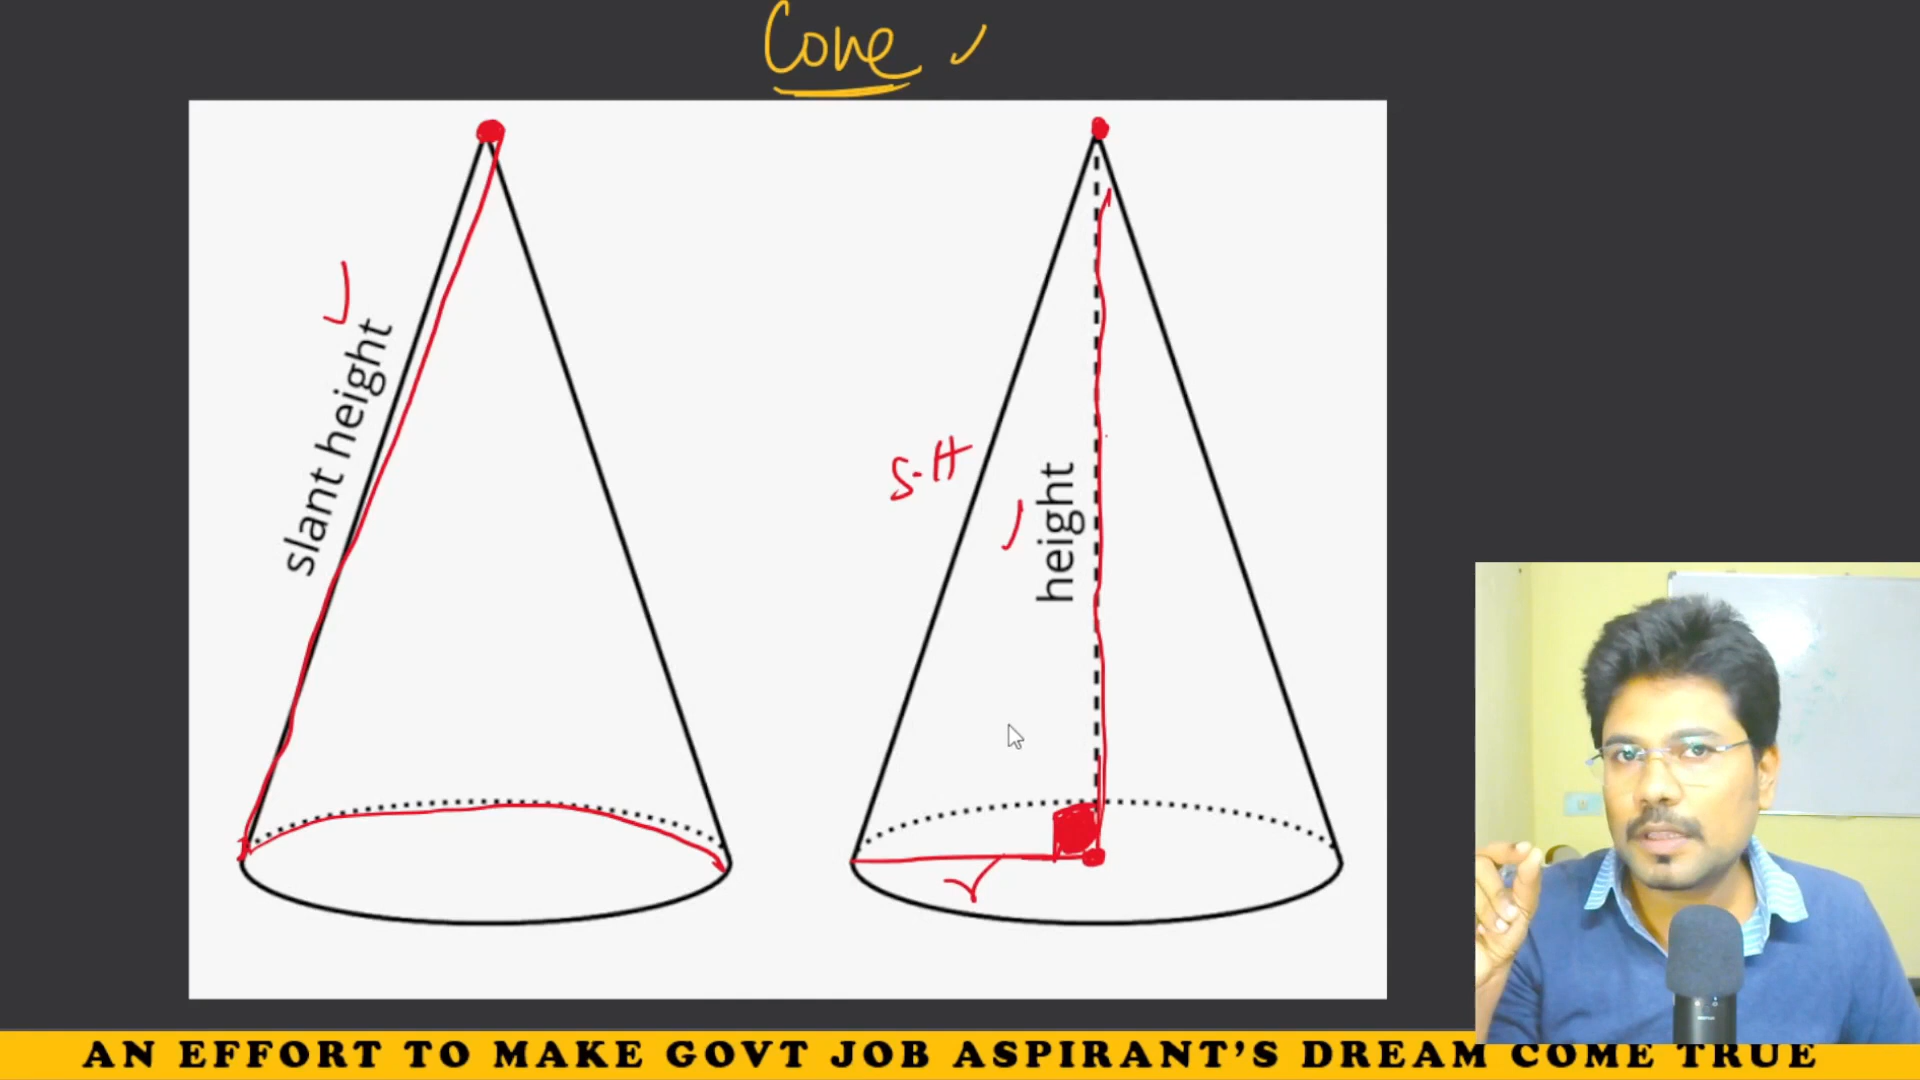 Cone
slant height
S.H
height
r
AN EFFORT TO MAKE GOVT JOB ASPIRANT'S DREAM COME TRUE